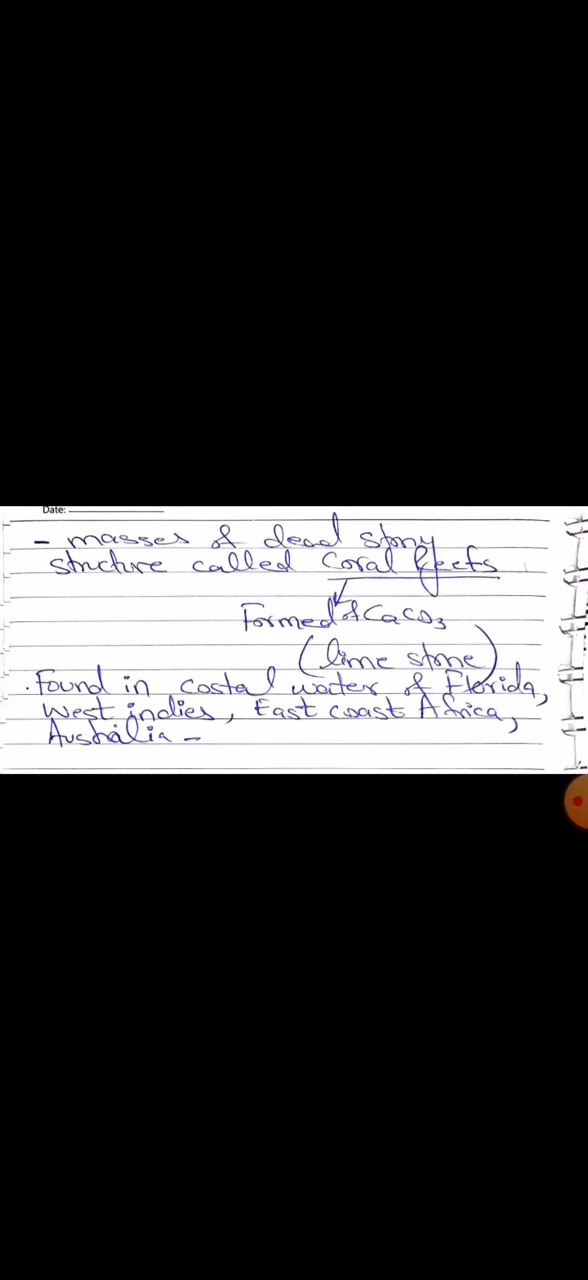 Date:
- masses of dead stony
structure called Coral Reefs
Formed of CaCO3
(lime stone)
. Found in costal water of Florida,
West indies, East coast Africa,
Australia -